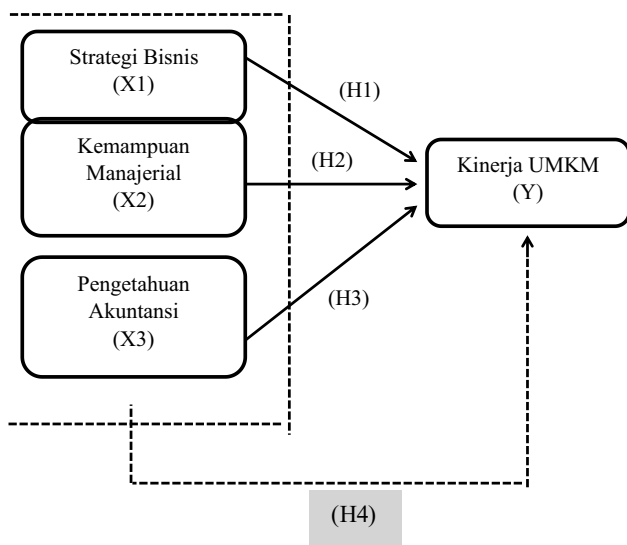 Strategi Bisnis
(X1)
Kemampuan
Manajerial
(X2)
Pengetahuan
Akuntansi
(X3)
(H1)
(H2)
(H3)
Kinerja UMKM
(Y)
(H4)